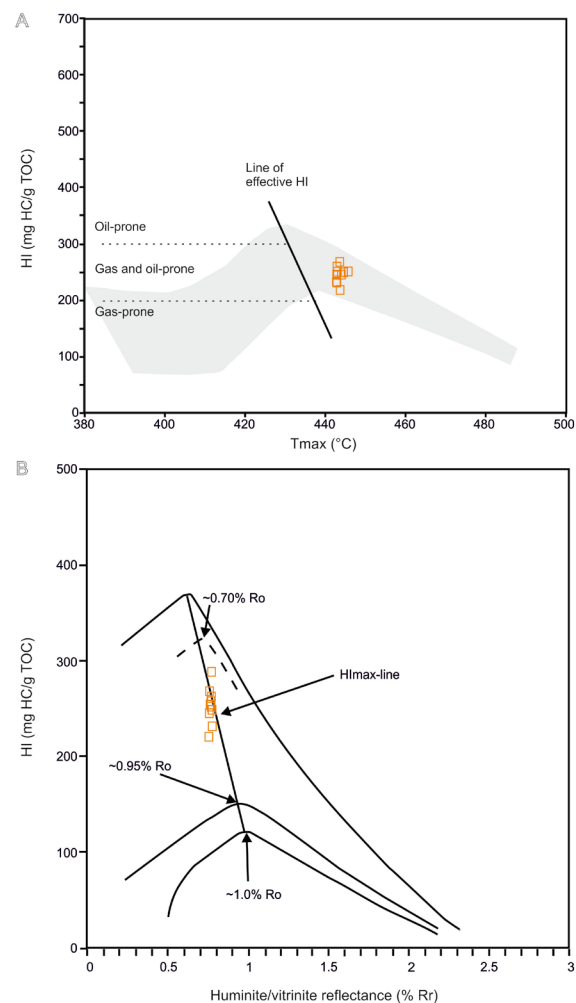 A
700
600
500
400
300
200
100
0
HI (mg HC/g TOC)
Line of
effective HI
Oil-prone
Gas and oil-prone
Gas-prone
380
420
440
460
480
500
Tmax (°C)
B
500
400
300
200
100
0
HI (mg HC/g TOC)
~0.70% Ro
HImax-line
~0.95% Ro
~1.0% Ro
0
0.5
1
1.5
2
2.5
3
Huminite/vitrinite reflectance (% Rr)